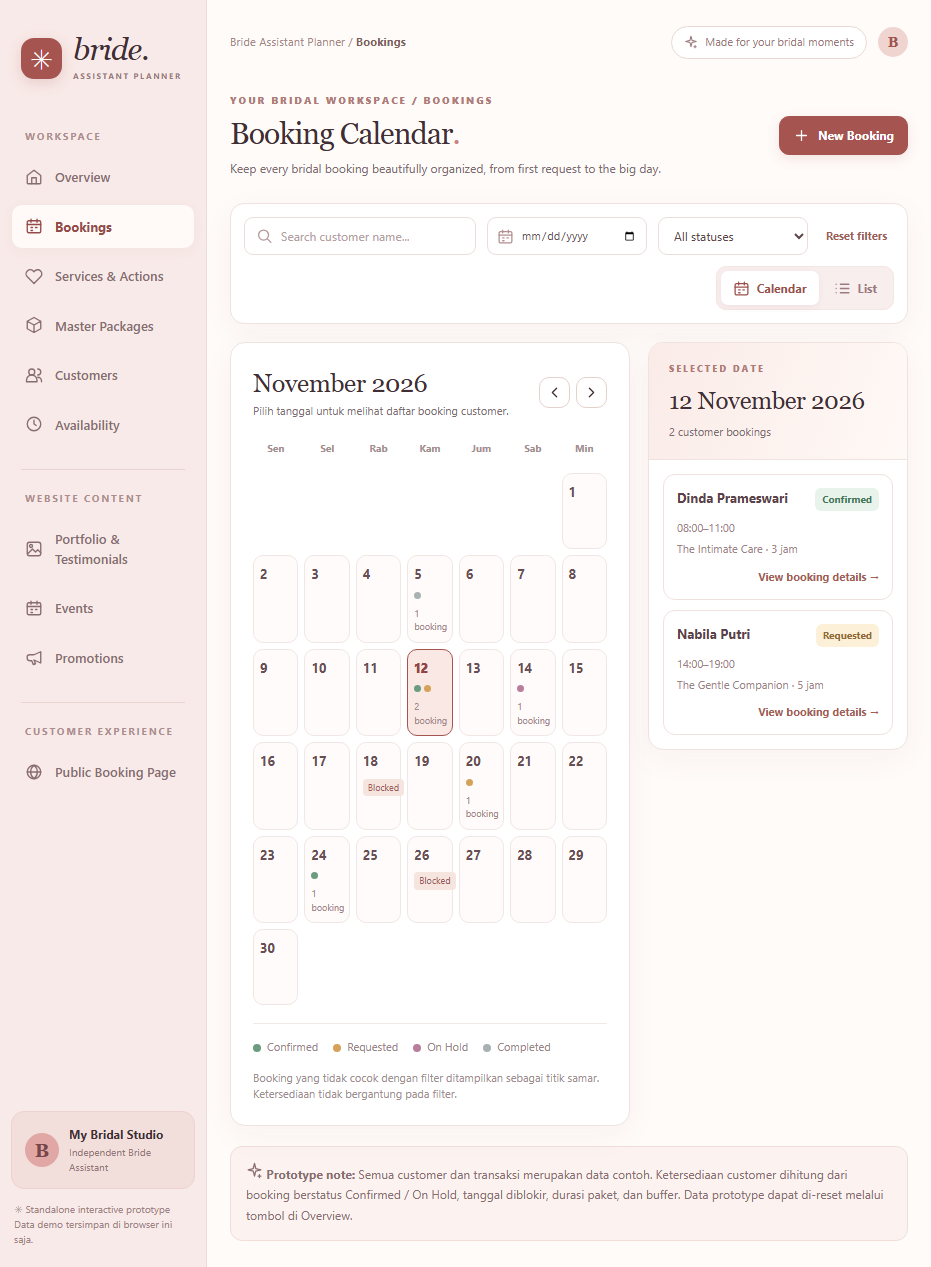 bride.
ASSISTANT PLANNER
WORKSPACE
Overview
Bookings
Services & Actions
Master Packages
Customers
Availability
WEBSITE CONTENT
Portfolio &
Testimonials
Events
Promotions
CUSTOMER EXPERIENCE
Public Booking Page
B
My Bridal Studio
Independent Bride
Assistant
✳ Standalone interactive prototype
Data demo tersimpan di browser ini
saja.
Bride Assistant Planner / Bookings
Made for your bridal moments
B
YOUR BRIDAL WORKSPACE / BOOKINGS
Booking Calendar.
Keep every bridal booking beautifully organized, from first request to the big day.
+ New Booking
Search customer name...
mm/dd/yyyy
All statuses
Reset filters
Calendar
List
November 2026
Pilih tanggal untuk melihat daftar booking customer.
Sen Sel Rab Kam Jum Sab Min
1
2 3 4 5 6 7 8
1
booking
9 10 11 12 13 14 15
2 1
booking booking
16 17 18 19 20 21 22
Blocked
1
booking
23 24 25 26 27 28 29
Blocked
1
booking
30
Confirmed Requested On Hold Completed
Booking yang tidak cocok dengan filter ditampilkan sebagai titik samar.
Ketersediaan tidak bergantung pada filter.
SELECTED DATE
12 November 2026
2 customer bookings
Dinda Prameswari Confirmed
08:00–11:00
The Intimate Care · 3 jam
View booking details →
Nabila Putri Requested
14:00–19:00
The Gentle Companion · 5 jam
View booking details →
Prototype note: Semua customer dan transaksi merupakan data contoh. Ketersediaan customer dihitung dari
booking berstatus Confirmed / On Hold, tanggal diblokir, durasi paket, dan buffer. Data prototype dapat di-reset melalui
tombol di Overview.